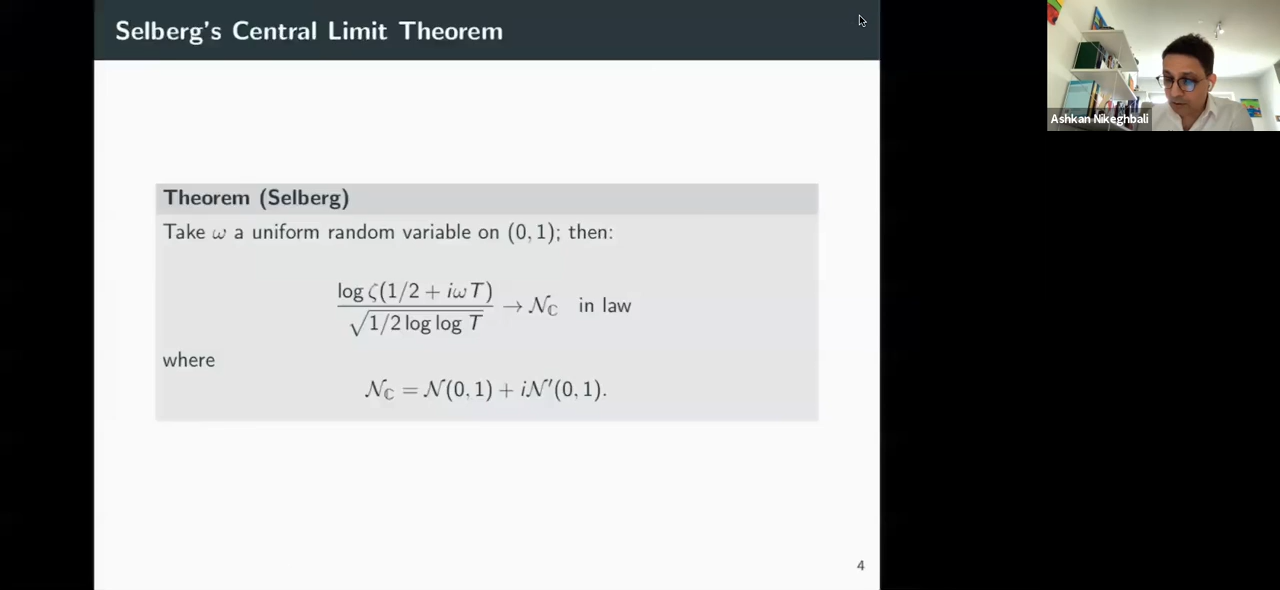 Selberg's Central Limit Theorem
Ashkan Nikeghbali
Theorem (Selberg)
Take ω a uniform random variable on (0, 1); then:
log ζ(1/2 + iωT) / √(1/2 log log T) → 𝒩_ℂ in law
where
𝒩_ℂ = 𝒩(0, 1) + i𝒩′(0, 1).
4